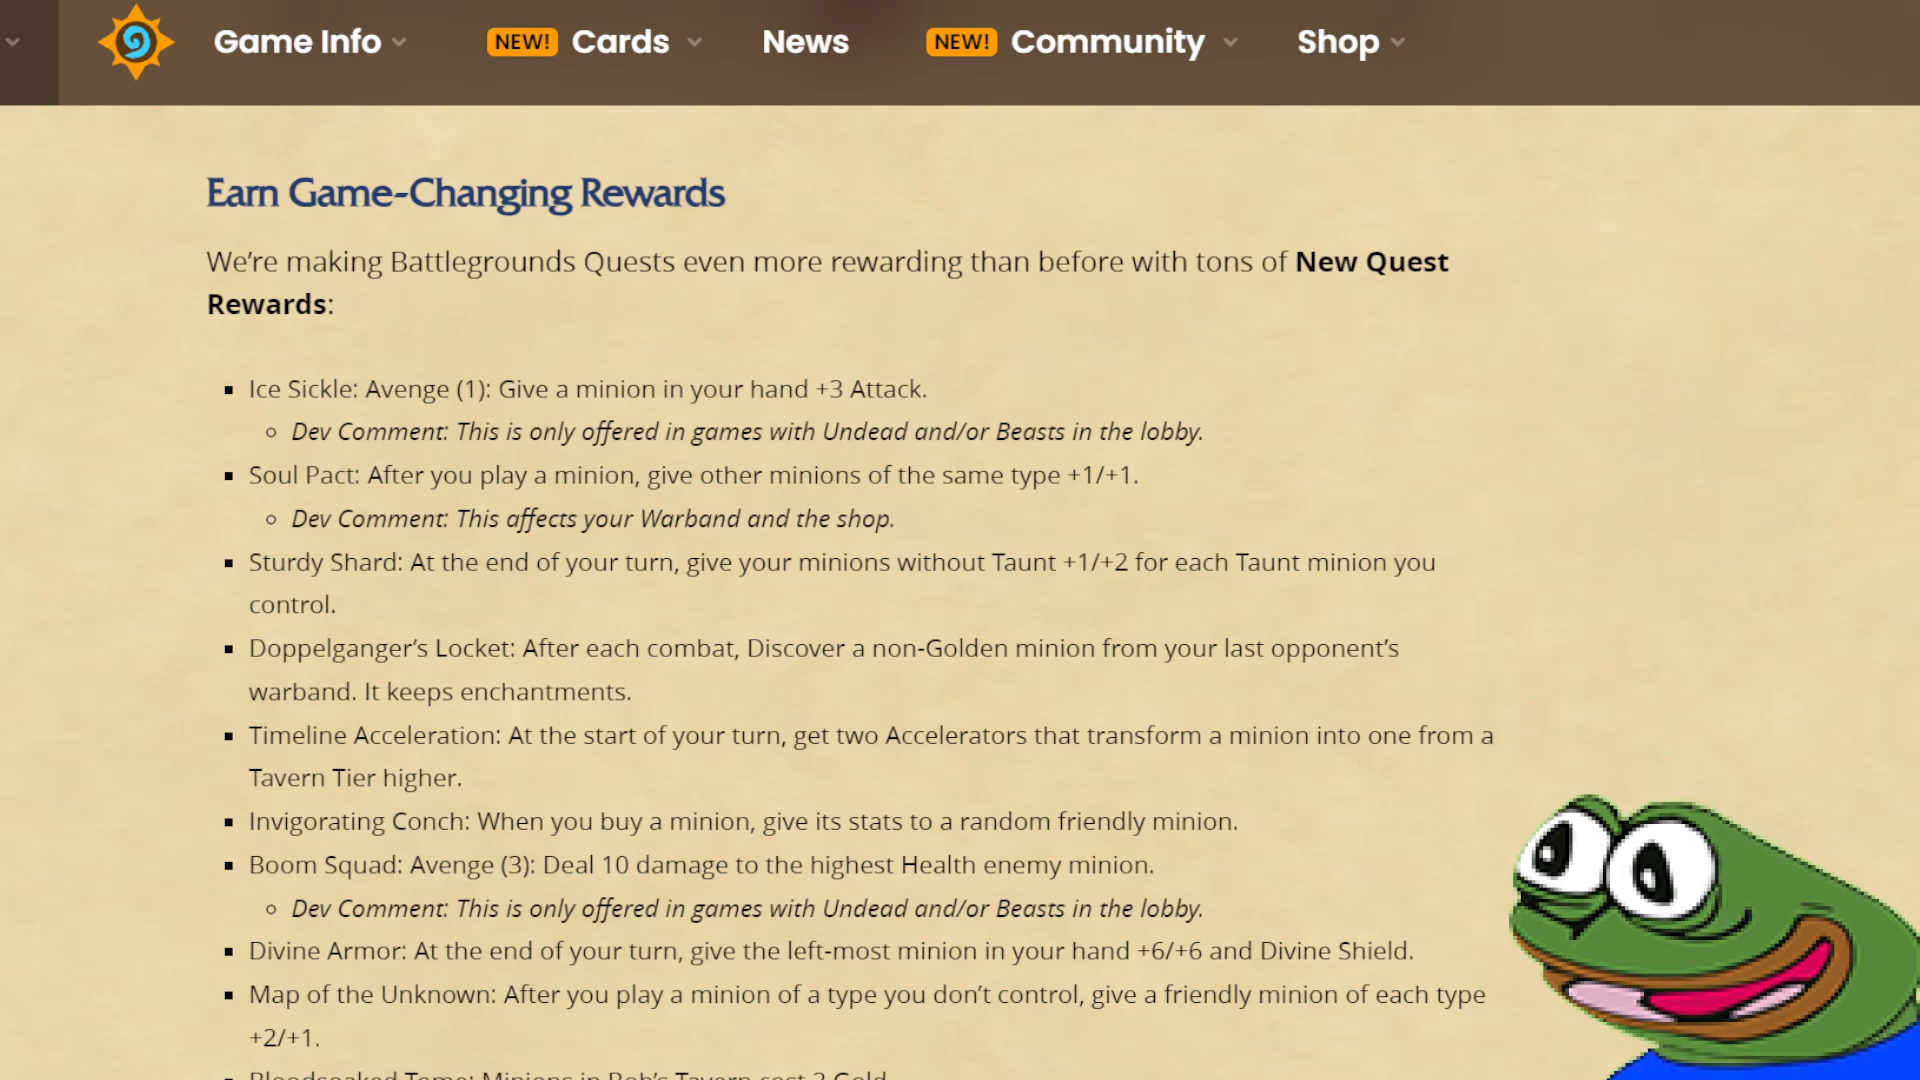 Game Info NEW! Cards News NEW! Community Shop
Earn Game-Changing Rewards
We’re making Battlegrounds Quests even more rewarding than before with tons of New Quest
Rewards:
▪ Ice Sickle: Avenge (1): Give a minion in your hand +3 Attack.
◦ Dev Comment: This is only offered in games with Undead and/or Beasts in the lobby.
▪ Soul Pact: After you play a minion, give other minions of the same type +1/+1.
◦ Dev Comment: This affects your Warband and the shop.
▪ Sturdy Shard: At the end of your turn, give your minions without Taunt +1/+2 for each Taunt minion you
control.
▪ Doppelganger’s Locket: After each combat, Discover a non-Golden minion from your last opponent’s
warband. It keeps enchantments.
▪ Timeline Acceleration: At the start of your turn, get two Accelerators that transform a minion into one from a
Tavern Tier higher.
▪ Invigorating Conch: When you buy a minion, give its stats to a random friendly minion.
▪ Boom Squad: Avenge (3): Deal 10 damage to the highest Health enemy minion.
◦ Dev Comment: This is only offered in games with Undead and/or Beasts in the lobby.
▪ Divine Armor: At the end of your turn, give the left-most minion in your hand +6/+6 and Divine Shield.
▪ Map of the Unknown: After you play a minion of a type you don’t control, give a friendly minion of each type
+2/+1.
▪ Bloodsoaked Tome: Minions in Bob’s Tavern cost 2 Gold.